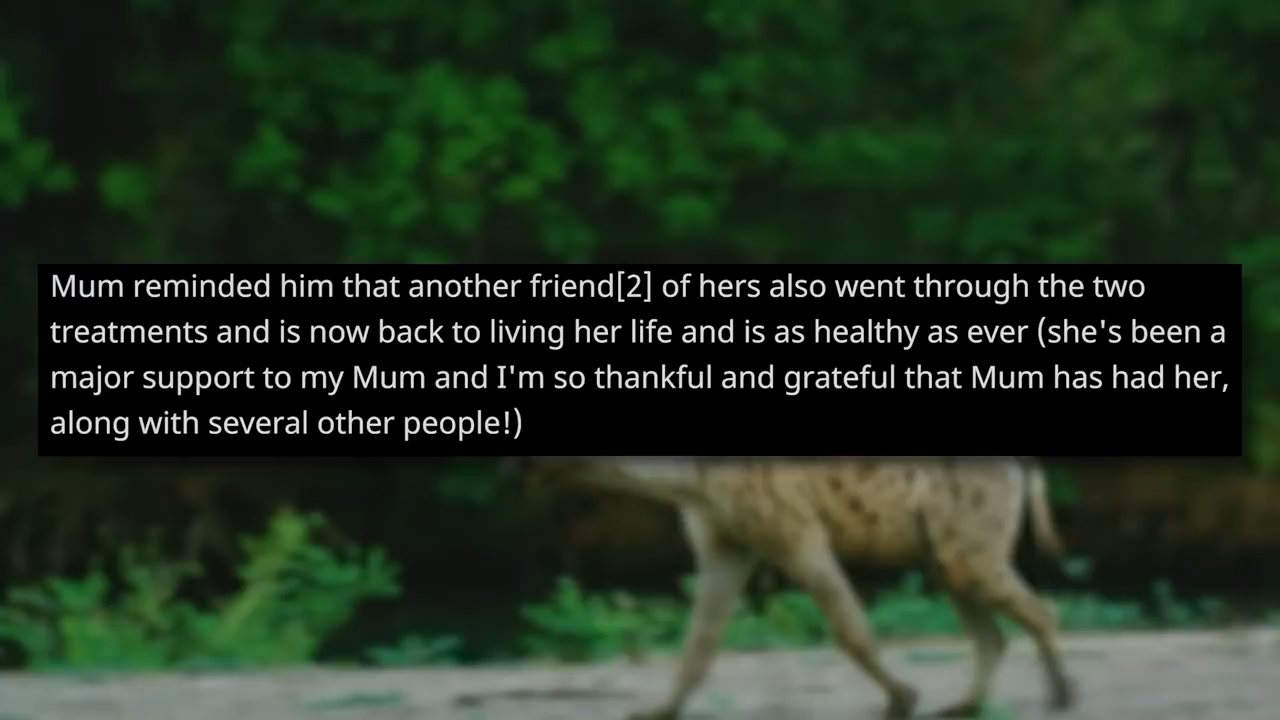 Mum reminded him that another friend[2] of hers also went through the two
treatments and is now back to living her life and is as healthy as ever (she's been a
major support to my Mum and I'm so thankful and grateful that Mum has had her,
along with several other people!)